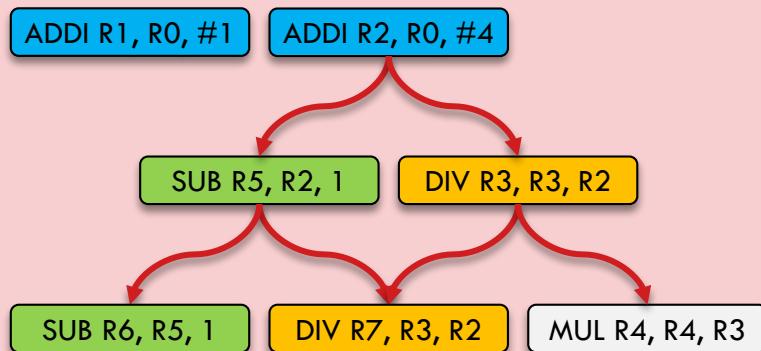 ADDI R1, R0, #1
ADDI R2, R0, #4
SUB R5, R2, 1
DIV R3, R3, R2
SUB R6, R5, 1
DIV R7, R3, R2
MUL R4, R4, R3